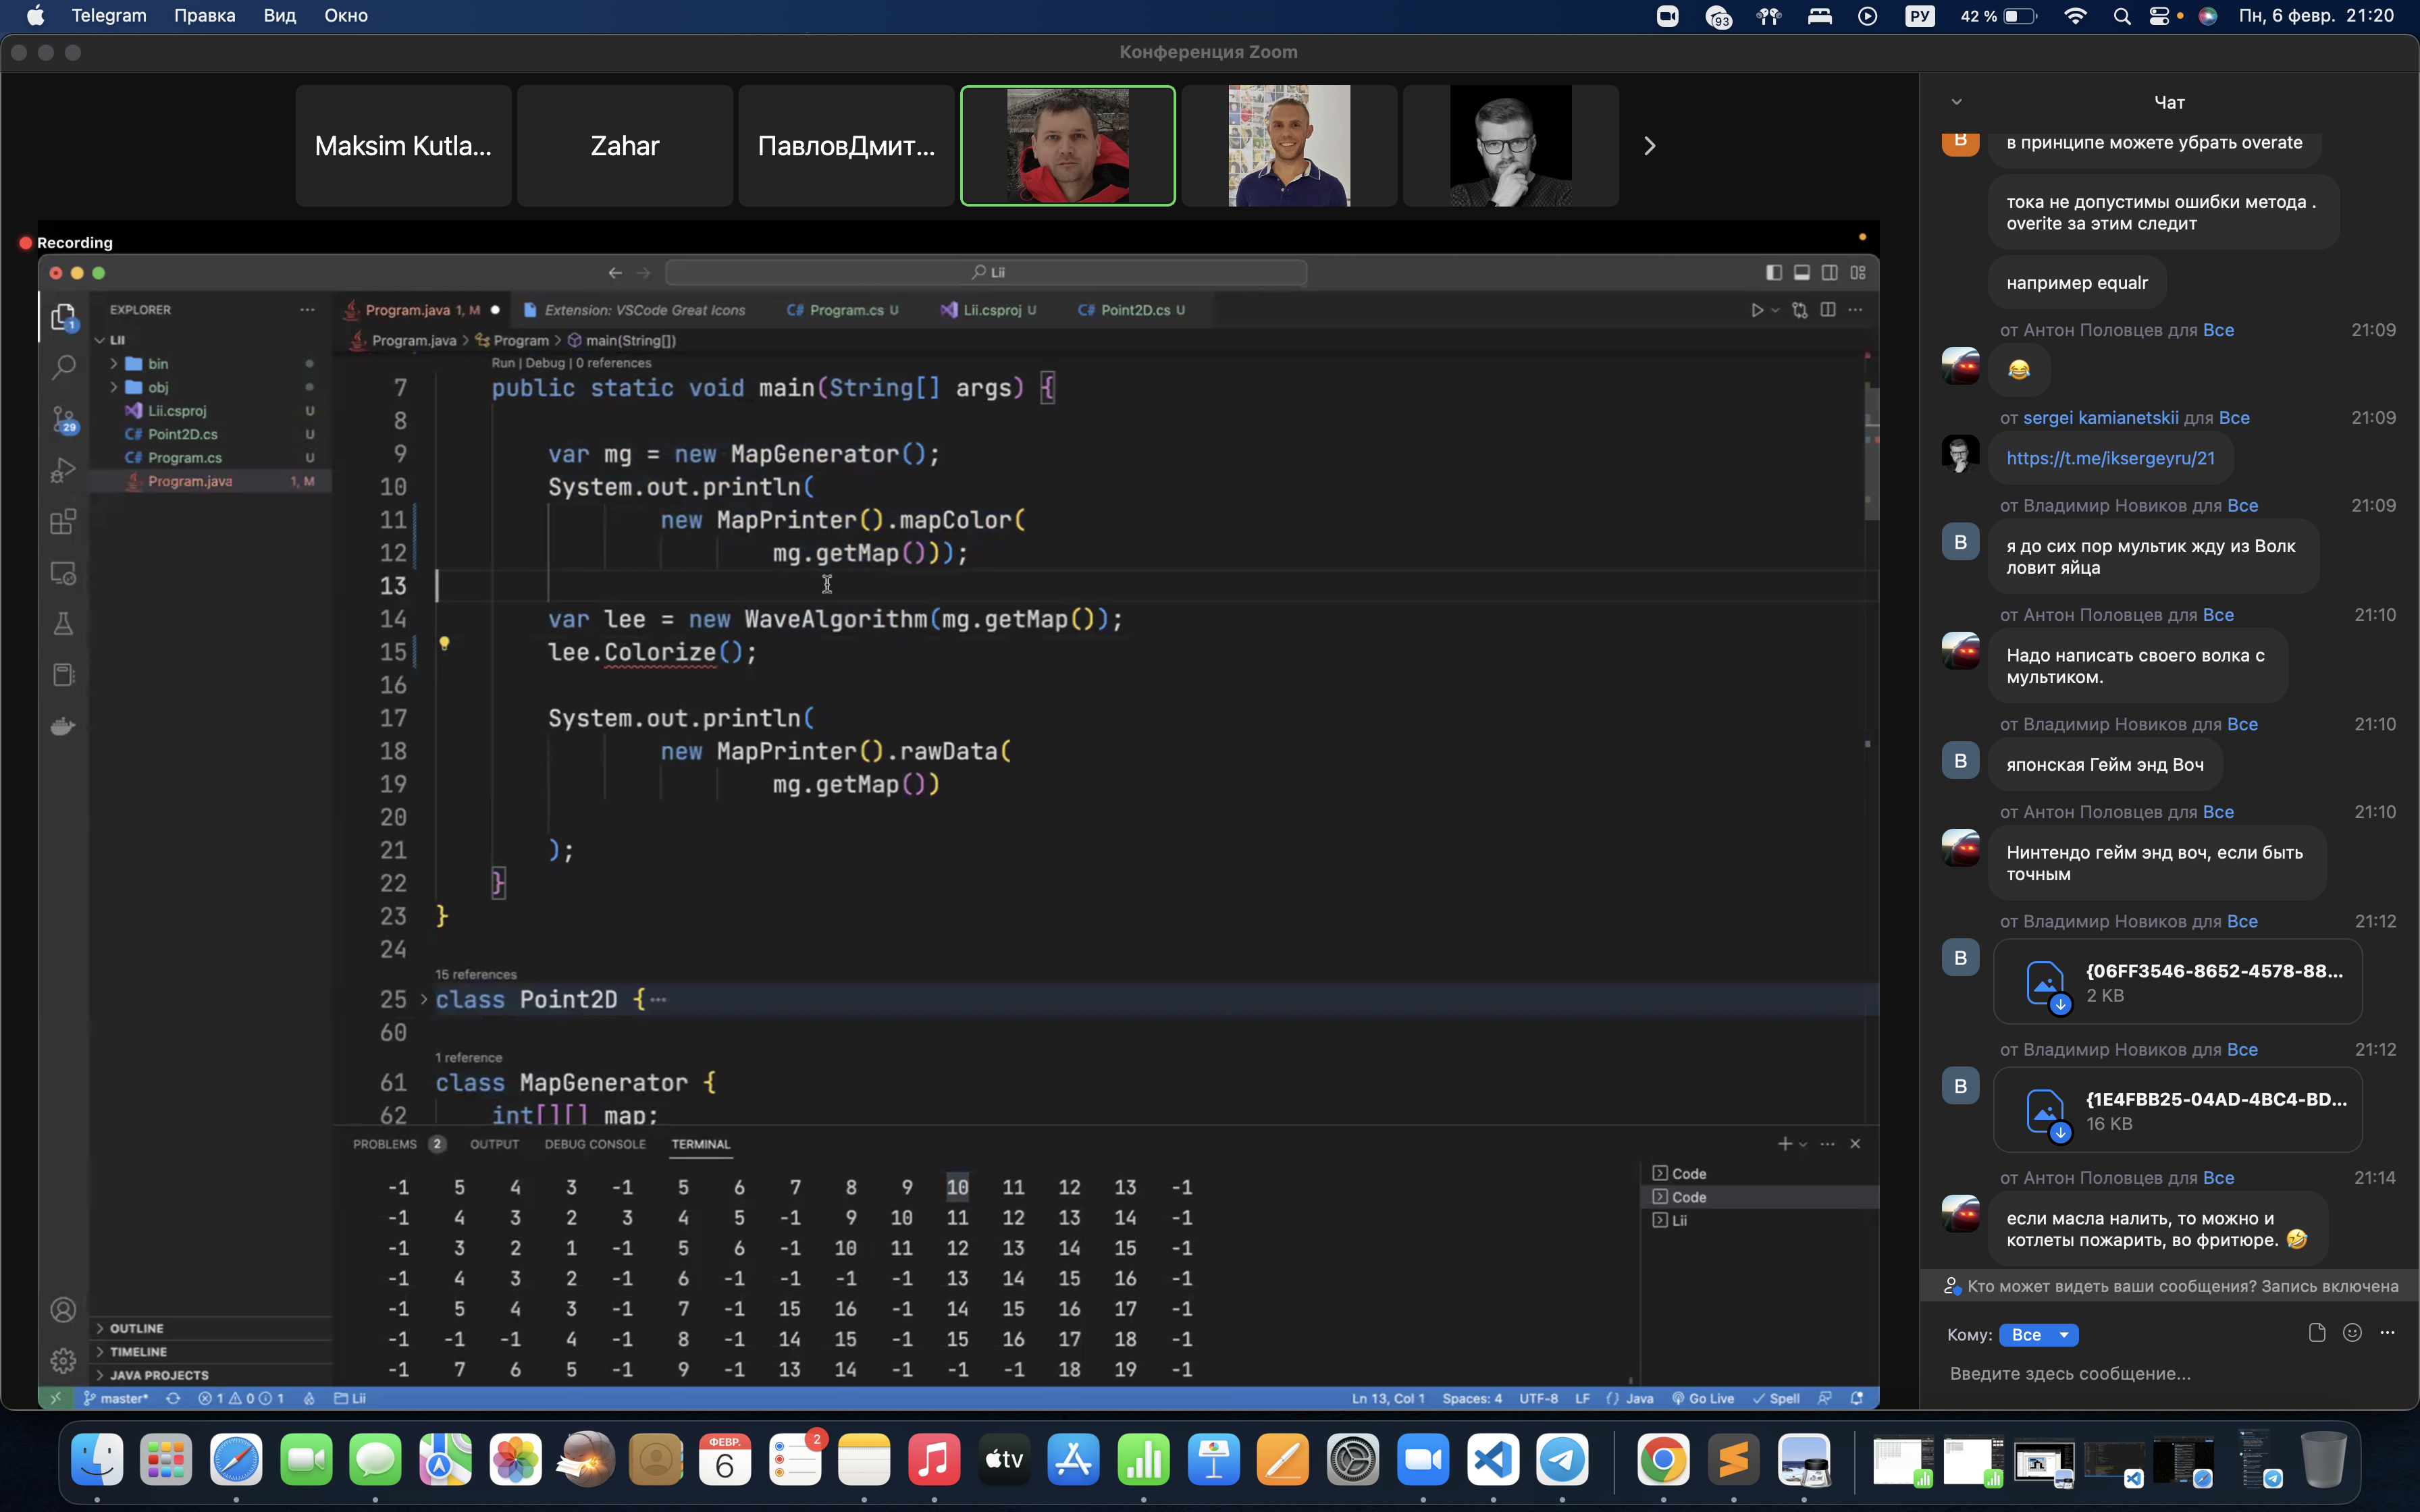 Telegram Правка Вид Окно
93 РУ 42 % Пн, 6 февр. 21:20
Конференция Zoom
Maksim Kutla...
Zahar
ПавловДмит...
Recording
Lii
EXPLORER
LII
bin
obj
Lii.csproj U
Point2D.cs U
Program.cs U
Program.java 1, M
1
29
OUTLINE
TIMELINE
JAVA PROJECTS
Program.java 1, M
Extension: VSCode Great Icons
Program.cs U
Lii.csproj U
Point2D.cs U
Program.java > Program > main(String[])
Run | Debug | 0 references
7 public static void main(String[] args) {
8
9 var mg = new MapGenerator();
10 System.out.println(
11 new MapPrinter().mapColor(
12 mg.getMap()));
13
14 var lee = new WaveAlgorithm(mg.getMap());
15 lee.Colorize();
16
17 System.out.println(
18 new MapPrinter().rawData(
19 mg.getMap())
20
21 );
22 }
23 }
24
15 references
25 class Point2D {
60
1 reference
61 class MapGenerator {
62 int[][] map;
PROBLEMS 2 OUTPUT DEBUG CONSOLE TERMINAL
-1 5 4 3 -1 5 6 7 8 9 10 11 12 13 -1
-1 4 3 2 3 4 5 -1 9 10 11 12 13 14 -1
-1 3 2 1 -1 5 6 -1 10 11 12 13 14 15 -1
-1 4 3 2 -1 6 -1 -1 -1 -1 13 14 15 16 -1
-1 5 4 3 -1 7 -1 15 16 -1 14 15 16 17 -1
-1 -1 -1 4 -1 8 -1 14 15 -1 15 16 17 18 -1
-1 7 6 5 -1 9 -1 13 14 -1 -1 -1 18 19 -1
Code
Code
Lii
master* 1 0 1 Lii
Ln 13, Col 1 Spaces: 4 UTF-8 LF {} Java Go Live Spell
Чат
В
в принципе можете убрать overate
тока не допустимы ошибки метода .
overite за этим следит
например equalr
от Антон Половцев для Все 21:09
😂
от sergei kamianetskii для Все 21:09
https://t.me/iksergeyru/21
от Владимир Новиков для Все 21:09
В
я до сих пор мультик жду из Волк
ловит яйца
от Антон Половцев для Все 21:10
Надо написать своего волка с
мультиком.
от Владимир Новиков для Все 21:10
В
японская Гейм энд Воч
от Антон Половцев для Все 21:10
Нинтендо гейм энд воч, если быть
точным
от Владимир Новиков для Все 21:12
В
{06FF3546-8652-4578-88...
2 KB
от Владимир Новиков для Все 21:12
В
{1E4FBB25-04AD-4BC4-BD...
16 KB
от Антон Половцев для Все 21:14
если масла налить, то можно и
котлеты пожарить, во фритюре. 🤣
Кто может видеть ваши сообщения? Запись включена
Кому: Все
Введите здесь сообщение...
ФЕВР.
6
2
tv